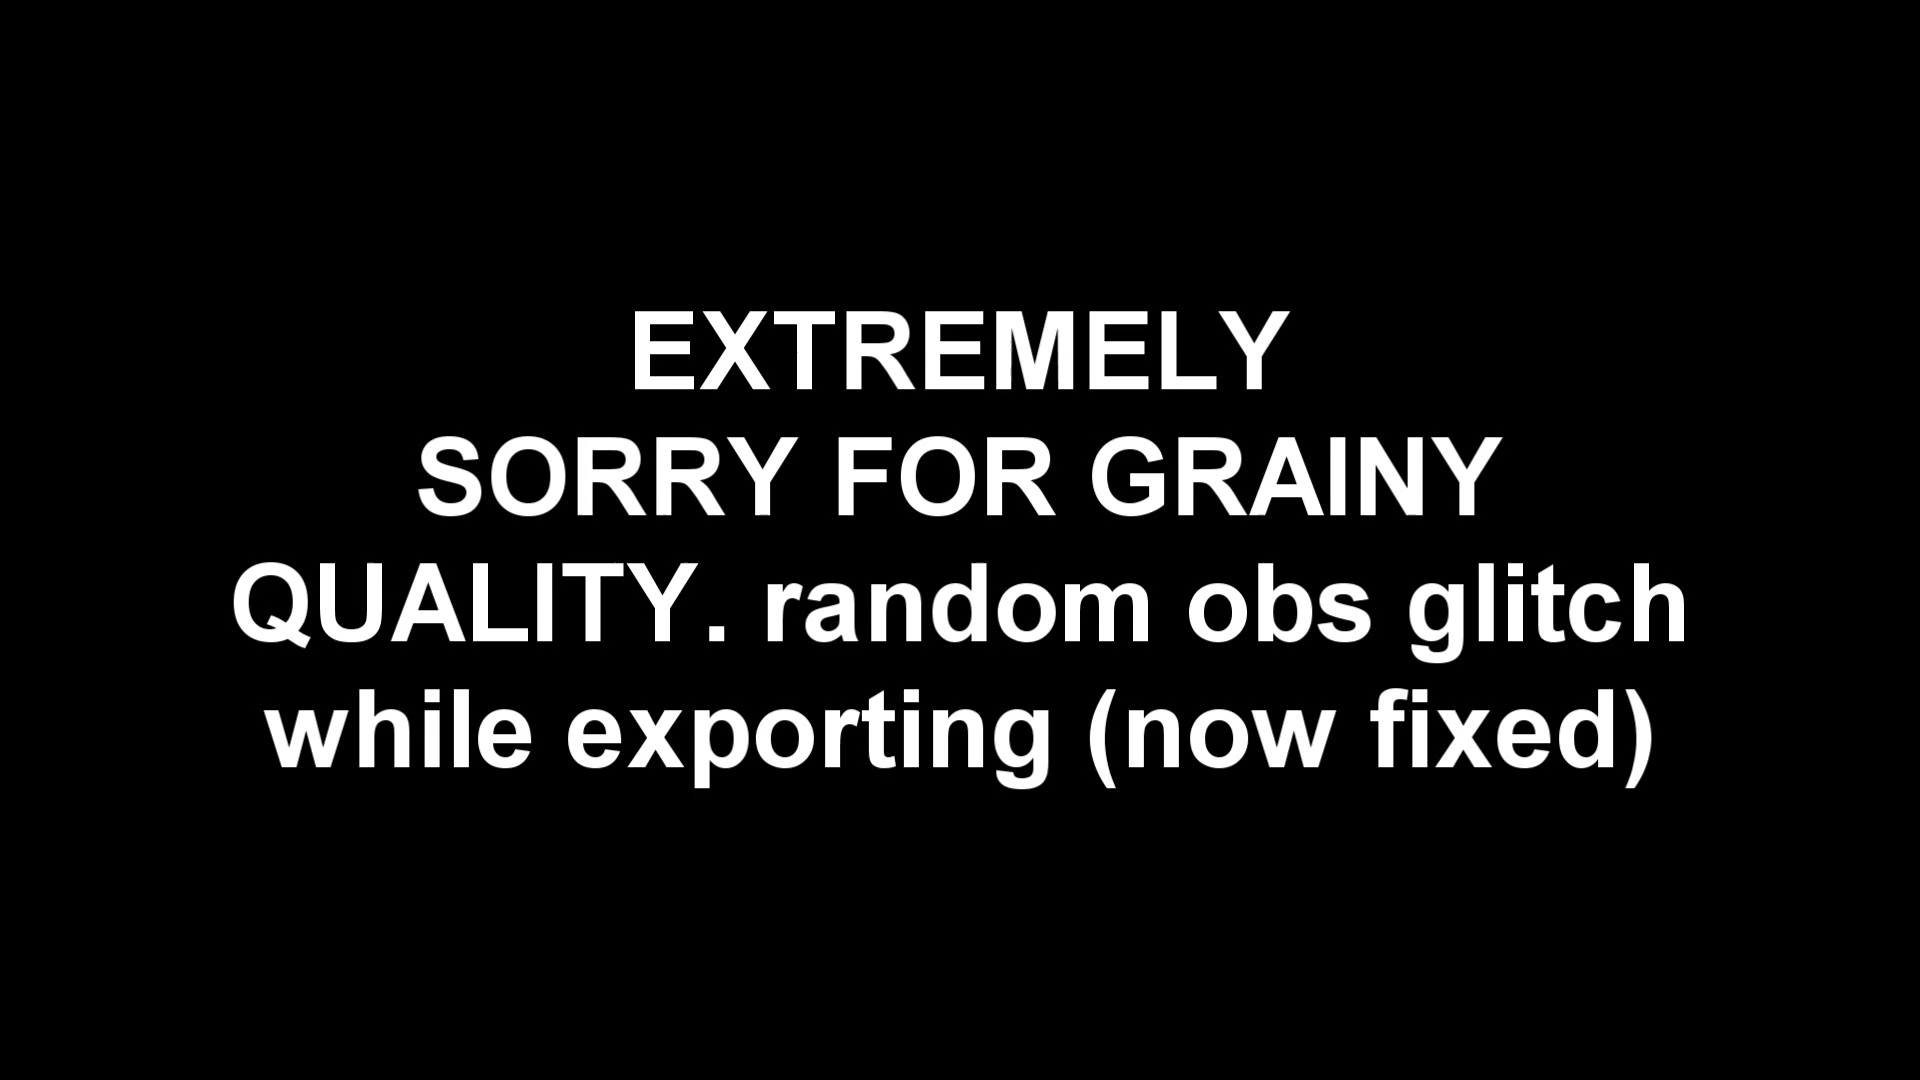 EXTREMELY
SORRY FOR GRAINY
QUALITY. random obs glitch
while exporting (now fixed)